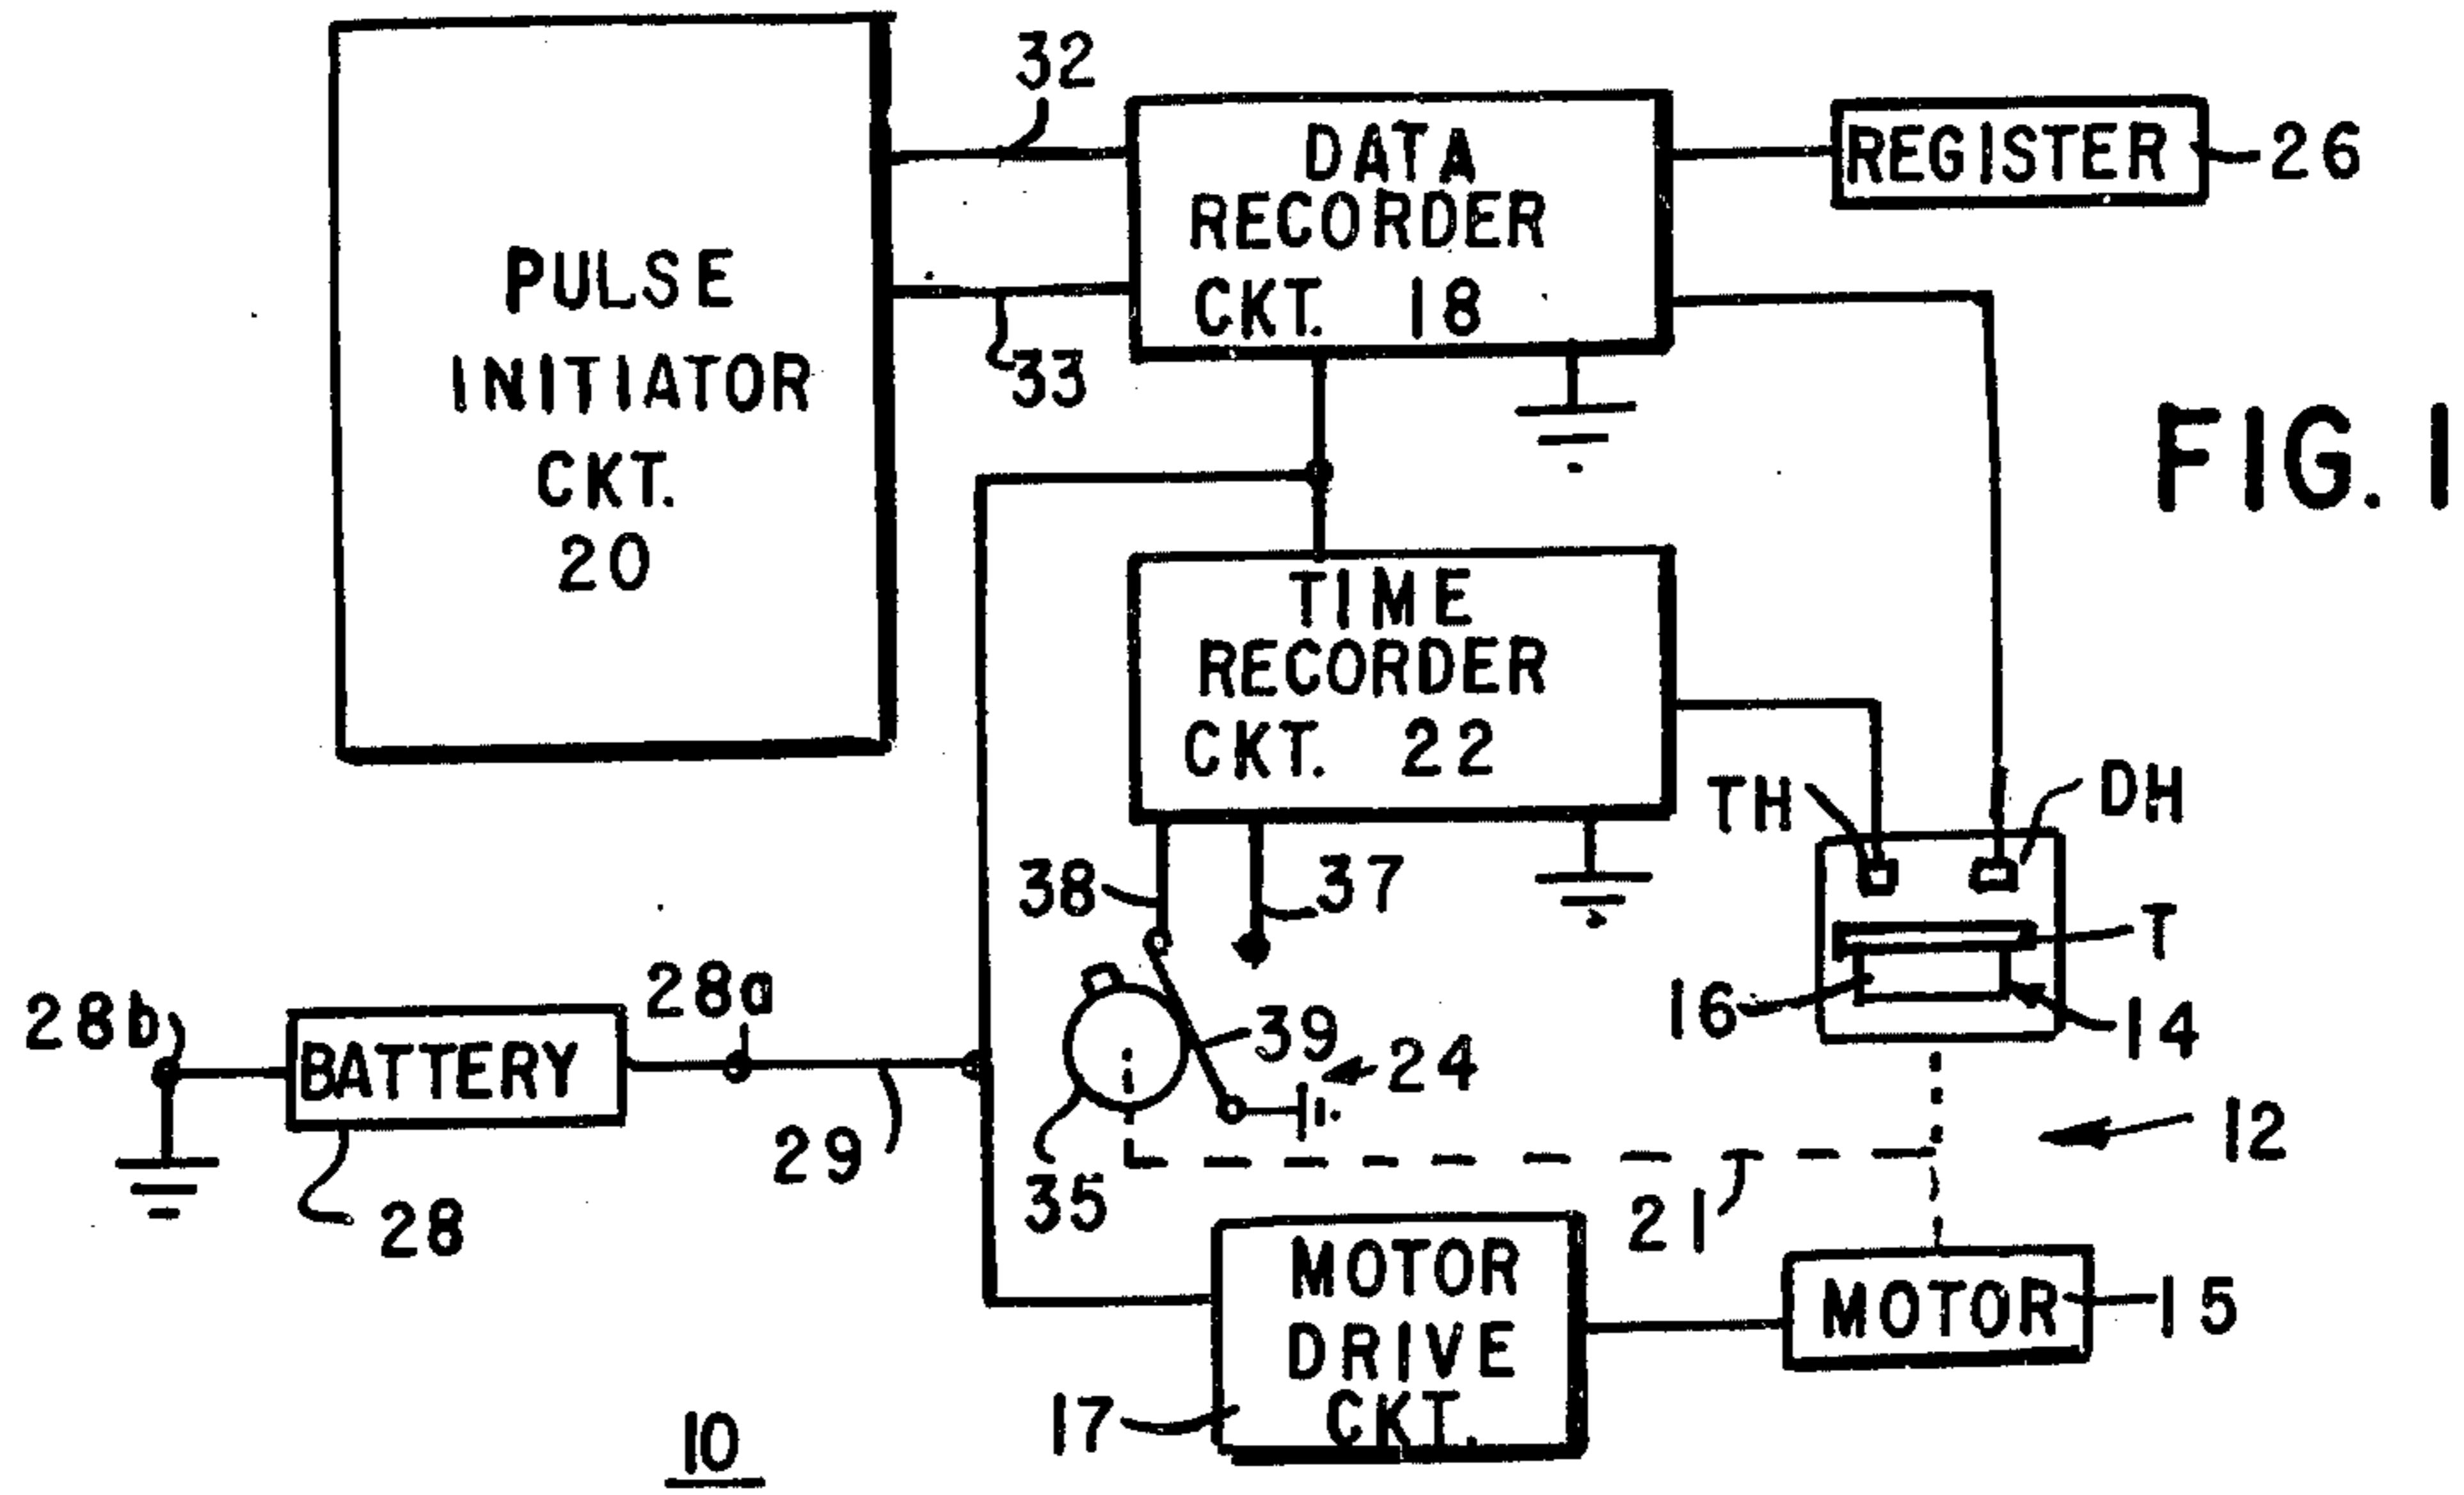 32
DATA
RECORDER
CKT. 18
REGISTER
26
PULSE
INITIATOR
CKT.
20
33
FIG. 1
TIME
RECORDER
CKT. 22
TH
DH
38
37
T
28b
BATTERY
28a
16
14
39
24
29
12
35
21
28
MOTOR
DRIVE
CKT.
MOTOR
15
17
10